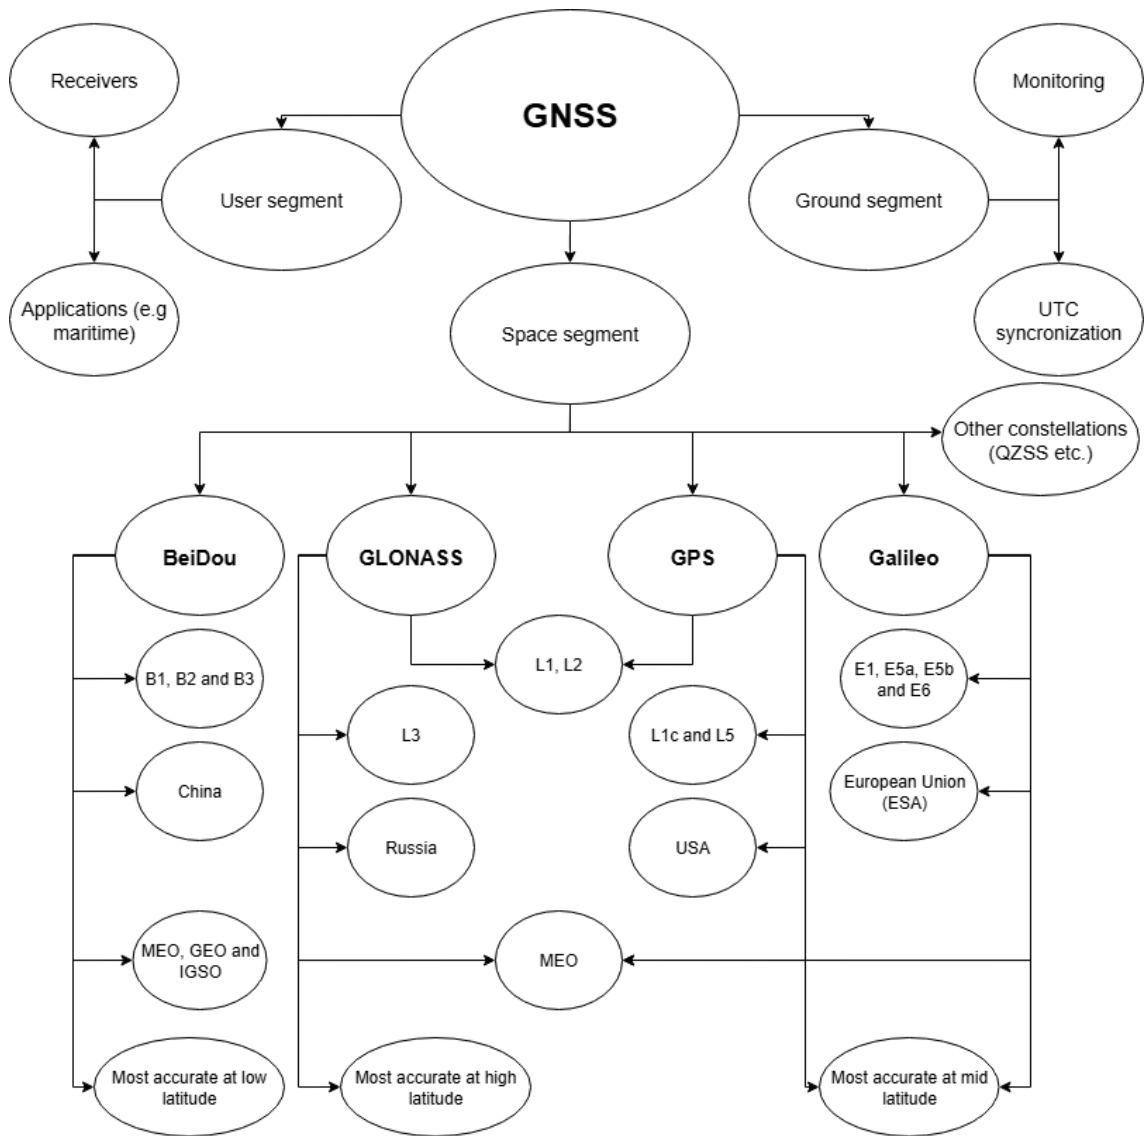 GNSS
Receivers
Monitoring
User segment
Ground segment
Applications (e.g
maritime)
Space segment
UTC
syncronization
Other constellations
(QZSS etc.)
BeiDou
GLONASS
GPS
Galileo
L1, L2
B1, B2 and B3
E1, E5a, E5b
and E6
L3
L1c and L5
China
European Union
(ESA)
Russia
USA
MEO, GEO and
IGSO
MEO
Most accurate at low
latitude
Most accurate at high
latitude
Most accurate at mid
latitude